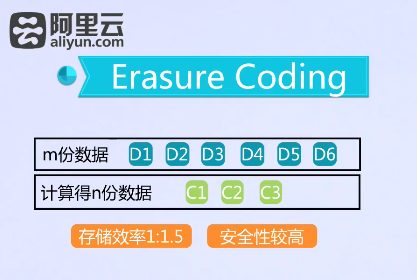 阿里云
aliyun.com
Erasure Coding
m份数据 D1 D2 D3 D4 D5 D6
计算得n份数据 C1 C2 C3
存储效率1:1.5 安全性较高